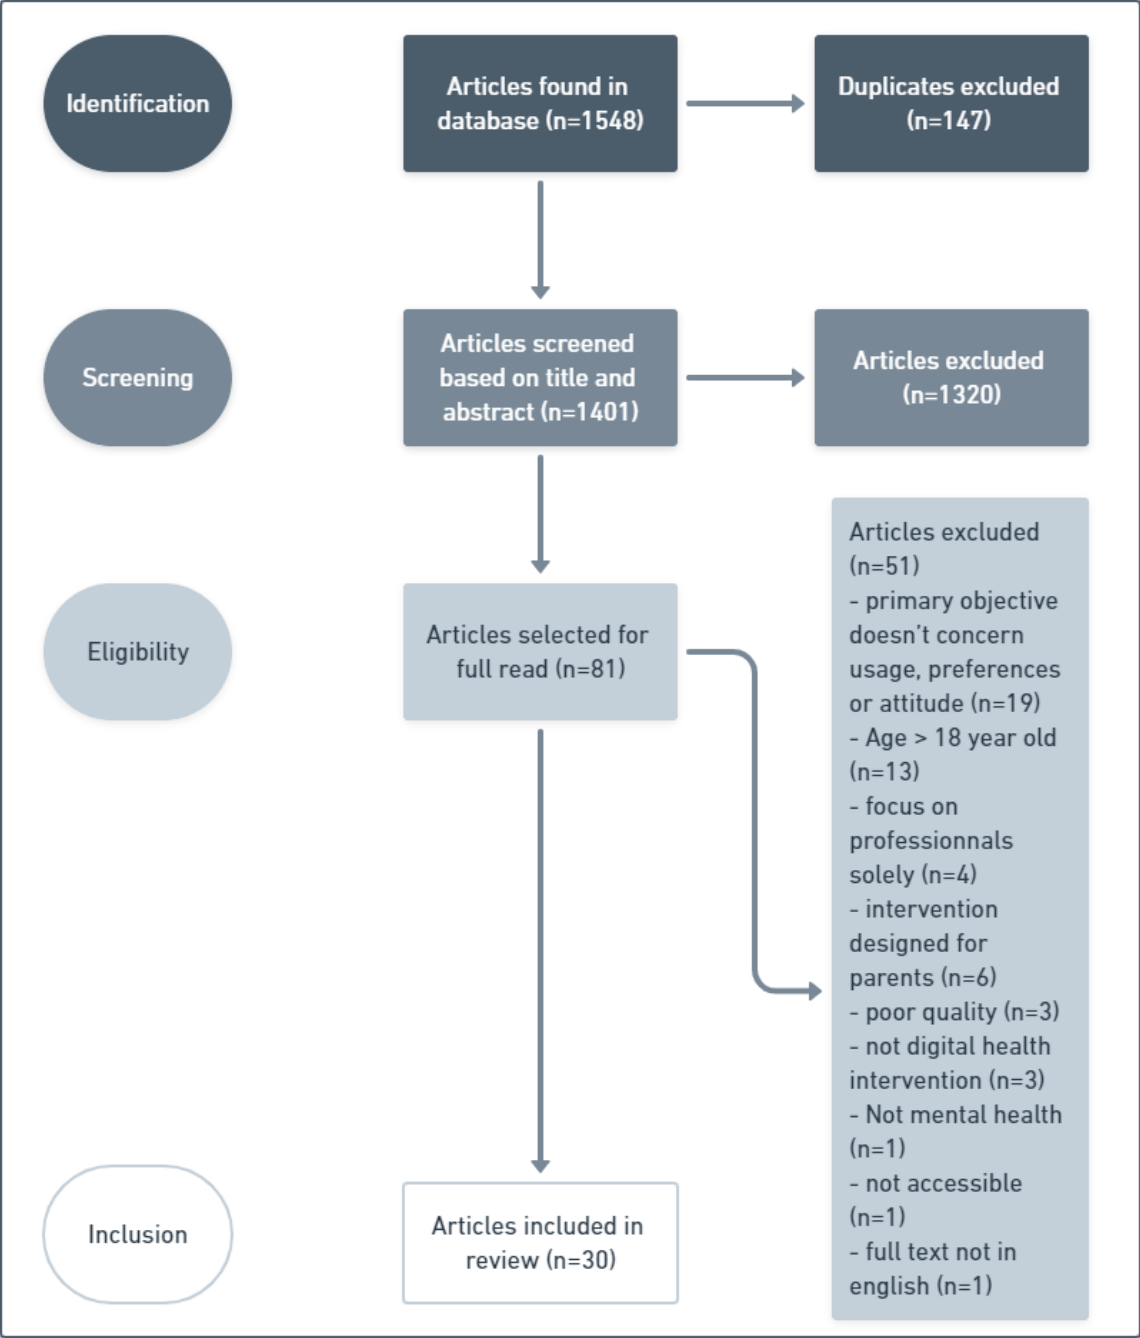 Identification
Articles found in
database (n=1548)
Duplicates excluded
(n=147)
Screening
Articles screened
based on title and
abstract (n=1401)
Articles excluded
(n=1320)
Eligibility
Articles selected for
full read (n=81)
Articles excluded
(n=51)
- primary objective
doesn't concern
usage, preferences
or attitude (n=19)
- Age > 18 year old
(n=13)
- focus on
professionnals
solely (n=4)
- intervention
designed for
parents (n=6)
- poor quality (n=3)
- not digital health
intervention (n=3)
- Not mental health
(n=1)
- not accessible
(n=1)
- full text not in
english (n=1)
Inclusion
Articles included in
review (n=30)